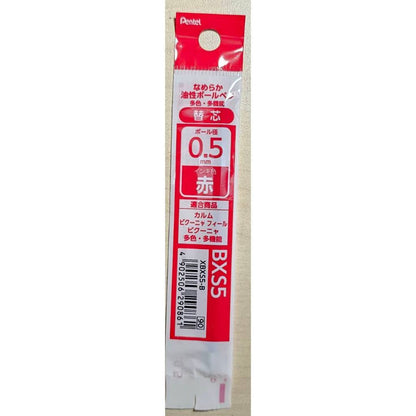 Pentel
なめらか
油性ボールペン
多色・多機能
替芯
ボール径
0.5
mm
インキ色
赤
適合商品
カルム
ビクーニャ フィール
ビクーニャ
多色・多機能
BXS5
XBXS5-B
4 902506 290861
90